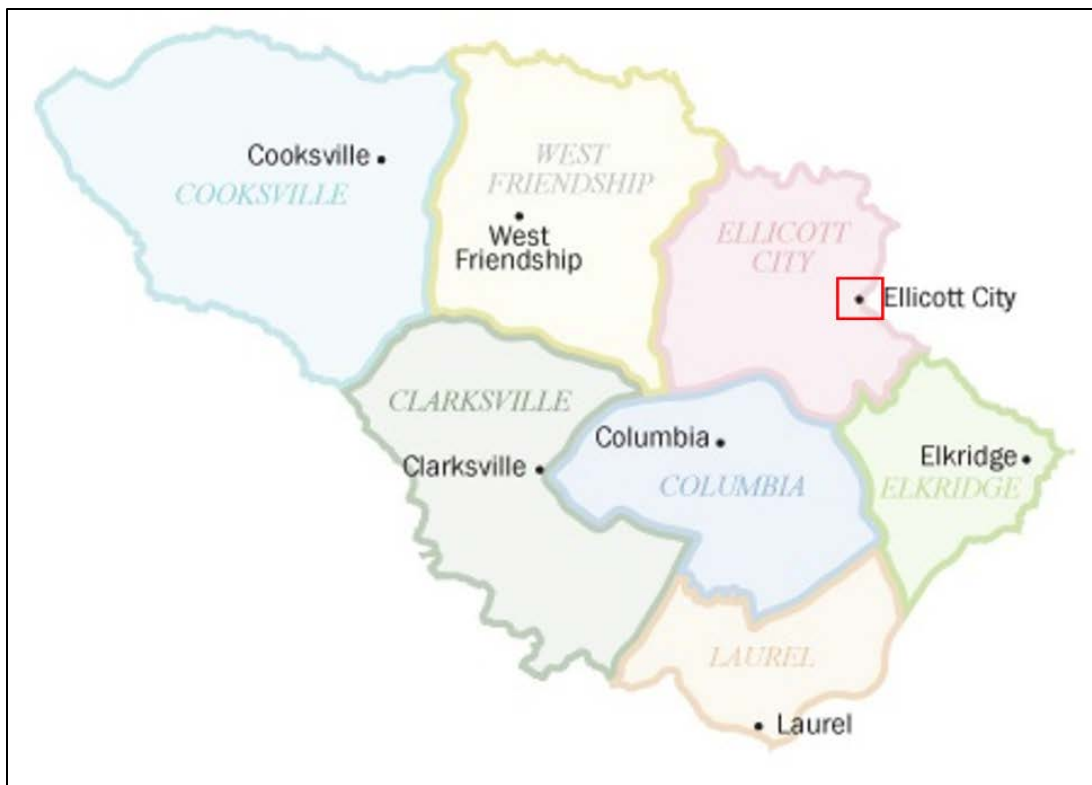 Cooksville
COOKSVILLE
WEST
FRIENDSHIP
West
Friendship
ELLICOTT
CITY
Ellicott City
CLARKSVILLE
Clarksville
Columbia
COLUMBIA
Elkridge
ELKRIDGE
LAUREL
Laurel